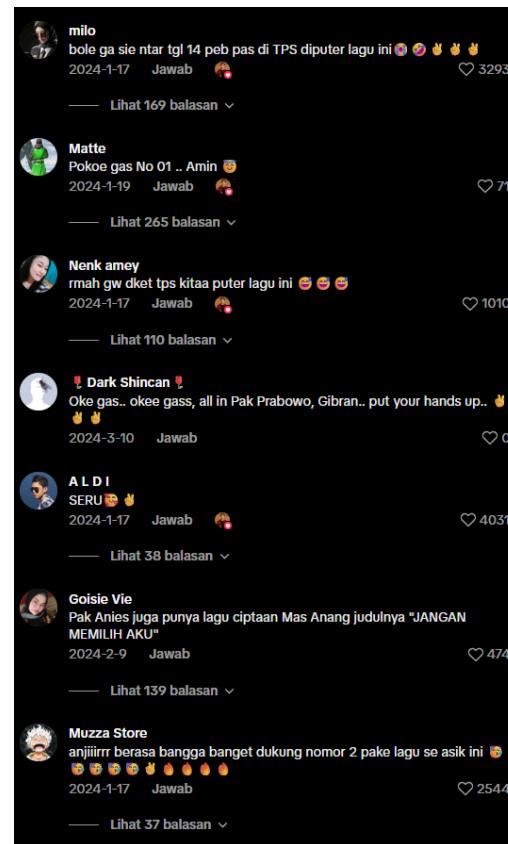 milo
bole ga sie ntar tgl 14 peb pas di TPS diputer lagu ini😭🤣✌✌✌
2024-1-17 Jawab 3293
Lihat 169 balasan
Matte
Pokoe gas No 01 .. Amin 😇
2024-1-19 Jawab 71
Lihat 265 balasan
Nenk amey
rmah gw dket tps kitaa puter lagu ini 😅😅😅
2024-1-17 Jawab 1010
Lihat 110 balasan
🌷 Dark Shincan 🌷
Oke gas.. okee gass, all in Pak Prabowo, Gibran.. put your hands up.. ✌
✌✌
2024-3-10 Jawab 0
A L D I
SERU🥰✌
2024-1-17 Jawab 4031
Lihat 38 balasan
Goisie Vie
Pak Anies juga punya lagu ciptaan Mas Anang judulnya "JANGAN
MEMILIH AKU"
2024-2-9 Jawab 474
Lihat 139 balasan
Muzza Store
anjiiirrr berasa bangga banget dukung nomor 2 pake lagu se asik ini 🥳
🥳🥳🥳✌🔥🔥🔥🔥
2024-1-17 Jawab 2544
Lihat 37 balasan